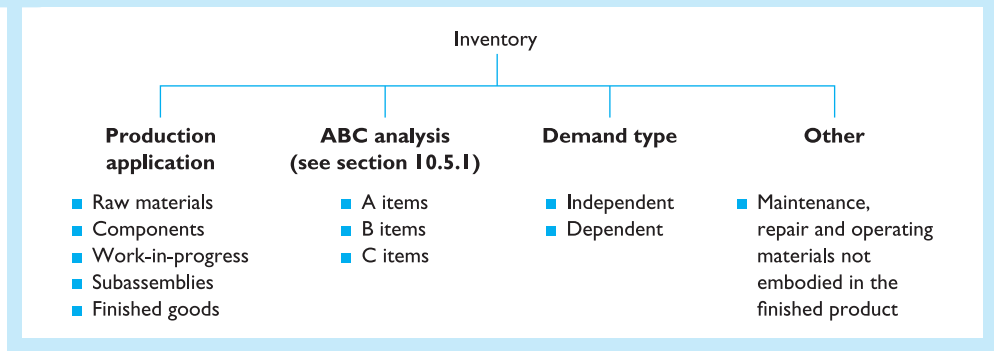 Inventory
Production
application
Raw materials
Components
Work-in-progress
Subassemblies
Finished goods
ABC analysis
(see section 10.5.1)
A items
B items
C items
Demand type
Independent
Dependent
Other
Maintenance,
repair and operating
materials not
embodied in the
finished product